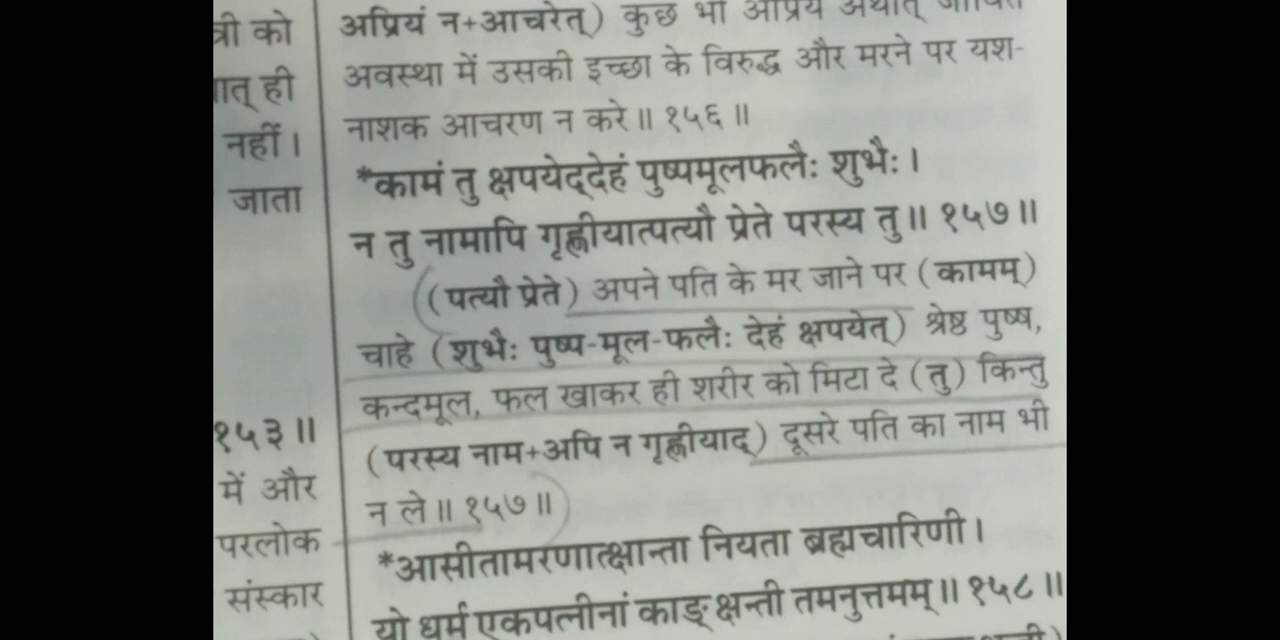 त्री को
ात् ही
नहीं।
जाता
१५३॥
में और
परलोक
संस्कार
अप्रियं न+आचरेत्) कुछ भी अप्रिय अर्थात्
अवस्था में उसकी इच्छा के विरुद्ध और मरने पर यश-
नाशक आचरण न करे॥ १५६॥
*कामं तु क्षपयेद्देहं पुष्पमूलफलैः शुभैः।
न तु नामापि गृह्णीयात्पत्यौ प्रेते परस्य तु॥ १५७॥
(पत्यौ प्रेते) अपने पति के मर जाने पर (कामम्)
चाहे (शुभैः पुष्प-मूल-फलैः देहं क्षपयेत्) श्रेष्ठ पुष्प,
कन्दमूल, फल खाकर ही शरीर को मिटा दे (तु) किन्तु
(परस्य नाम+अपि न गृह्णीयाद्) दूसरे पति का नाम भी
न ले॥ १५७॥
*आसीतामरणात्क्षान्ता नियता ब्रह्मचारिणी।
यो धर्म एकपत्नीनां काङ्क्षन्ती तमनुत्तमम्॥ १५८॥